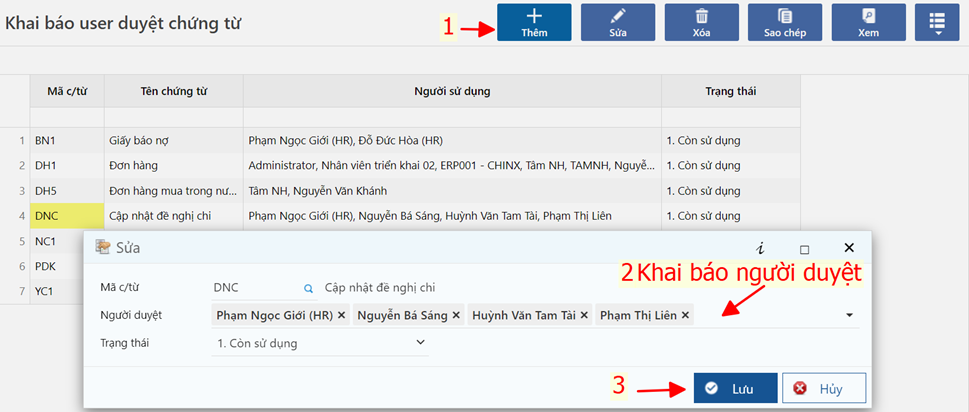 Khai báo user duyệt chứng từ
1
Thêm
Sửa
Xóa
Sao chép
Xem
Mã c/từ Tên chứng từ Người sử dụng Trạng thái
1 BN1 Giấy báo nợ Phạm Ngọc Giới (HR), Đỗ Đức Hòa (HR) 1. Còn sử dụng
2 DH1 Đơn hàng Administrator, Nhân viên triển khai 02, ERP001 - CHINX, Tâm NH, TAMNH, Nguyễ... 1. Còn sử dụng
3 DH5 Đơn hàng mua trong nư... Tâm NH, Nguyễn Văn Khánh 1. Còn sử dụng
4 DNC Cập nhật đề nghị chi Phạm Ngọc Giới (HR), Nguyễn Bá Sáng, Huỳnh Văn Tam Tài, Phạm Thị Liên 1. Còn sử dụng
5 NC1
6 PDK
7 YC1
Sửa
Mã c/từ DNC Cập nhật đề nghị chi
2 Khai báo người duyệt
Người duyệt Phạm Ngọc Giới (HR) × Nguyễn Bá Sáng × Huỳnh Văn Tam Tài × Phạm Thị Liên ×
Trạng thái 1. Còn sử dụng
3
Lưu
Hủy